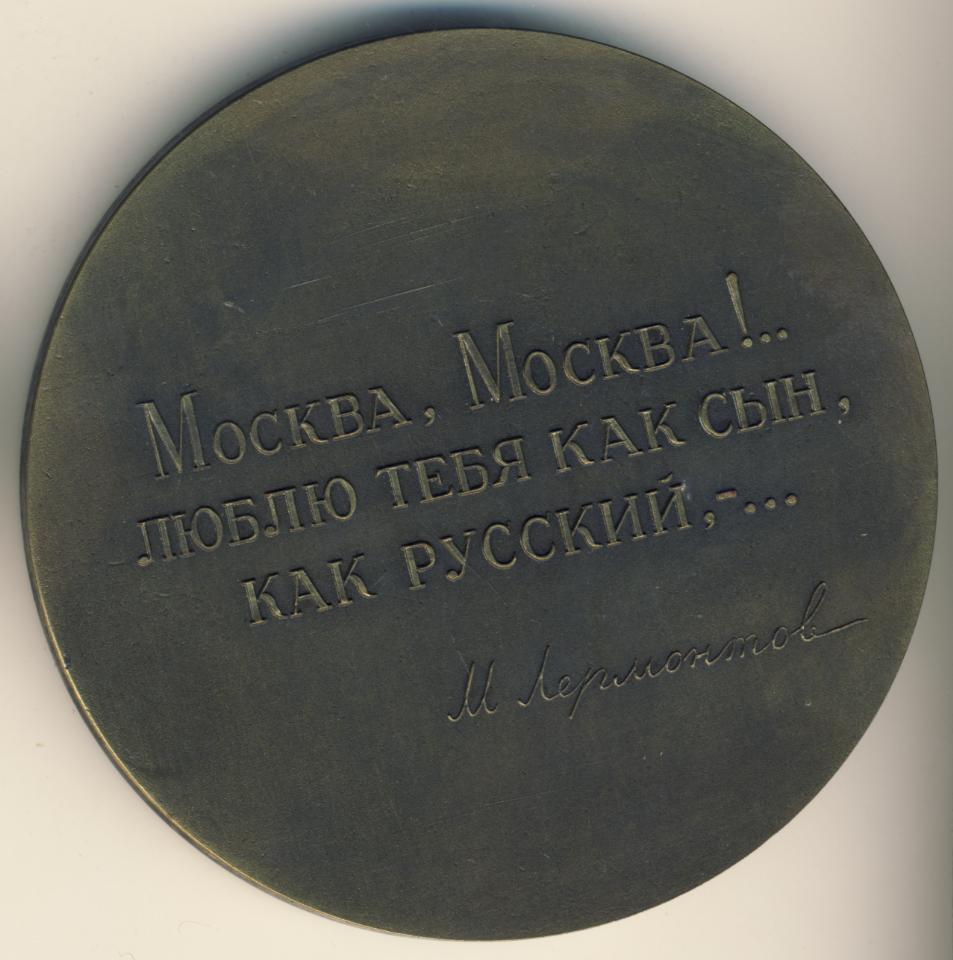 Москва, Москва!..
люблю тебя как сын,
как русский,-...
М Лермонтов